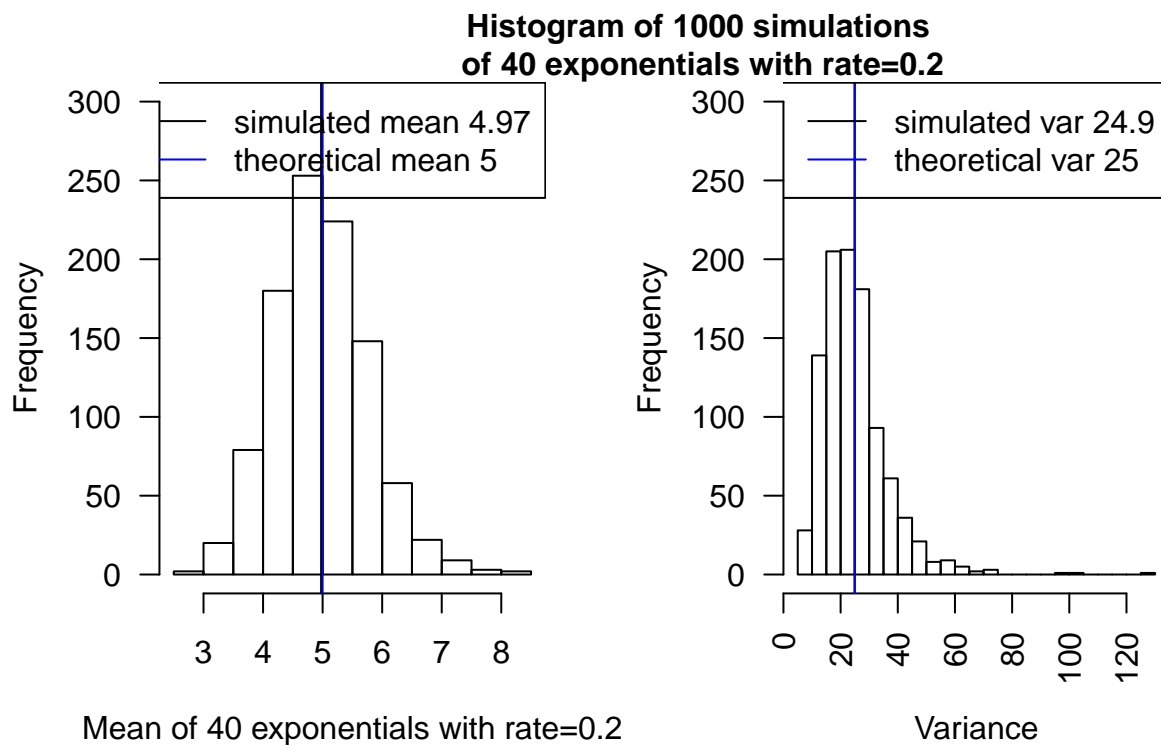 Histogram of 1000 simulations
of 40 exponentials with rate=0.2
300
250
200
150
100
50
0
Frequency
simulated mean 4.97
theoretical mean 5
3 4 5 6 7 8
Mean of 40 exponentials with rate=0.2
300
250
200
150
100
50
0
Frequency
simulated var 24.9
theoretical var 25
0 20 40 60 80 100 120
Variance